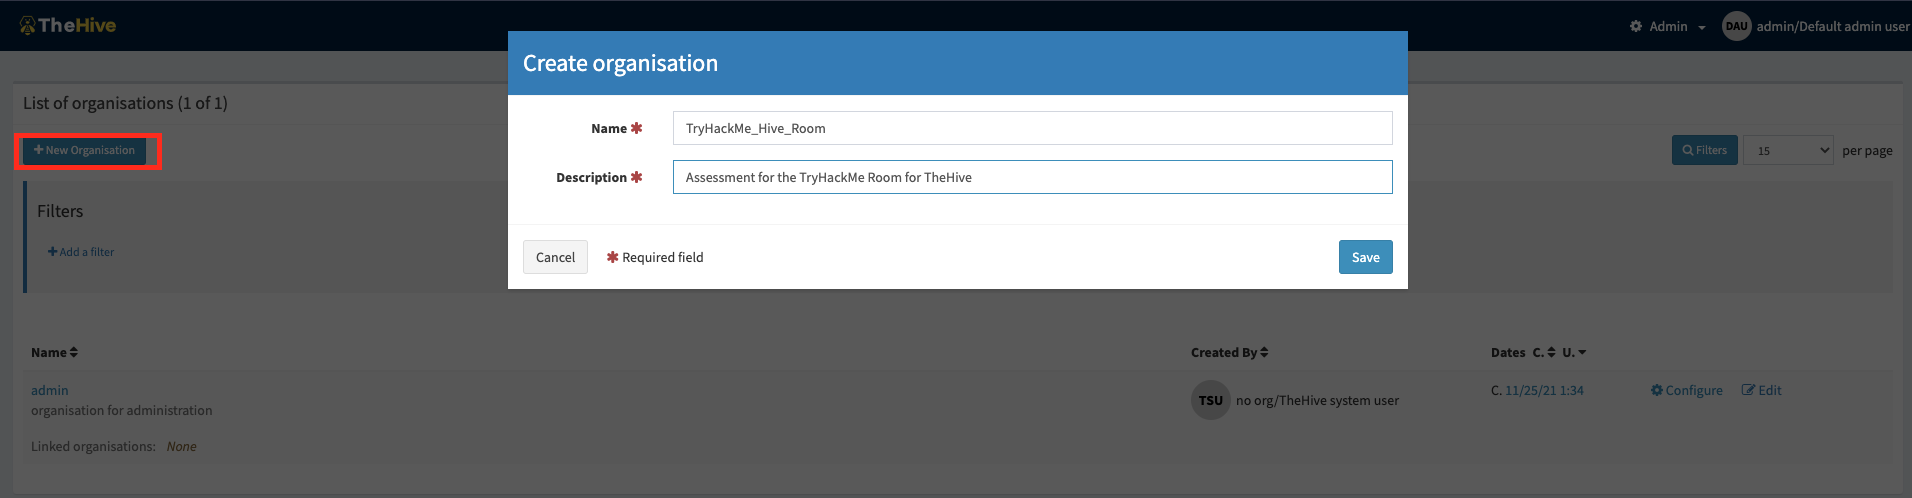 TheHive
Admin
DAU admin/Default admin user
Create organisation
List of organisations (1 of 1)
Name ✱ TryHackMe_Hive_Room
+New Organisation
Filters 15 per page
Description ✱ Assessment for the TryHackMe Room for TheHive
Filters
+Add a filter
Cancel ✱ Required field Save
Name Created By Dates C. U.
admin
organisation for administration
TSU no org/TheHive system user
C. 11/25/21 1:34 Configure Edit
Linked organisations: None